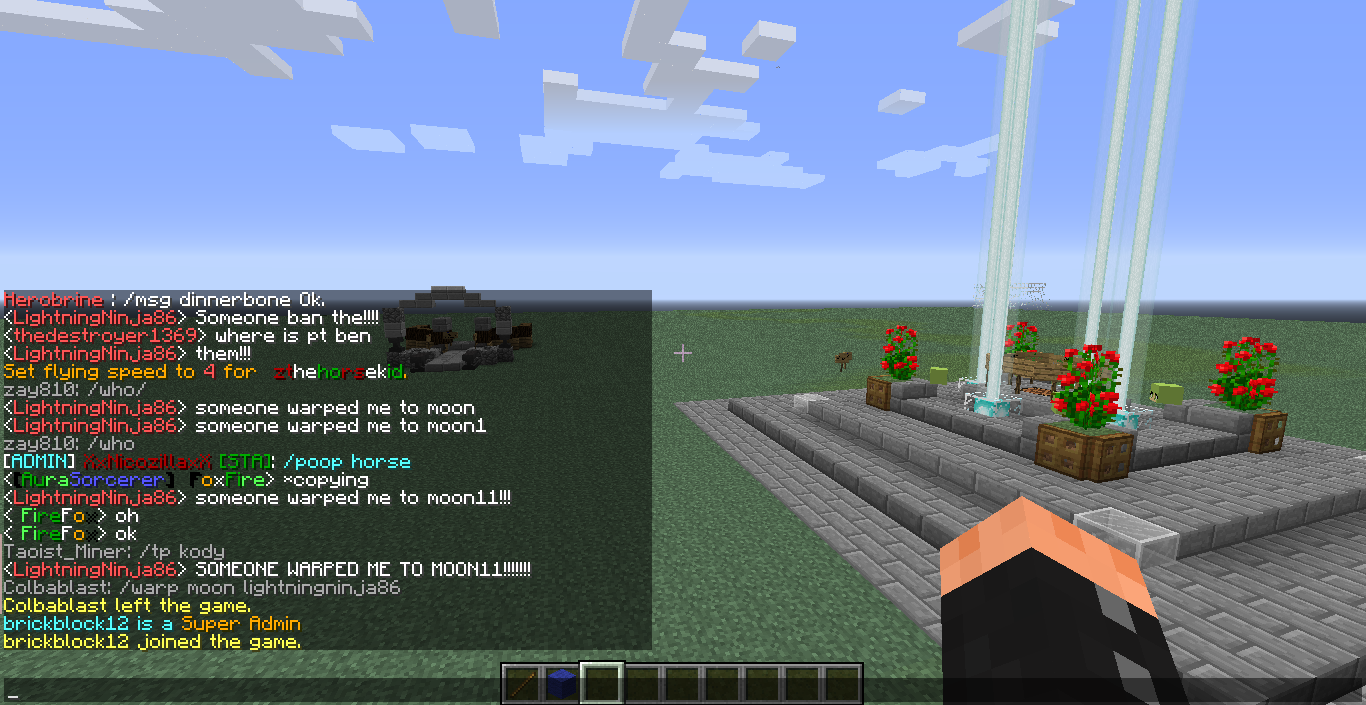 Herobrine : /msg dinnerbone Ok.
<LightningNinja86> Someone ban the!!!!
<thedestroyer1369> where is pt ben
<LightningNinja86> them!!!
Set flying speed to 4 for zthehorsekid.
zay810: /who/
<LightningNinja86> someone warped me to moon
<LightningNinja86> someone warped me to moon1
zay810: /who
[ADMIN] XxNicozillaxX [STA]: /poop horse
<[AuraSorcerer] FoxFire> *copying
<LightningNinja86> someone warped me to moon11!!!
< FireFox> oh
< FireFox> ok
Taoist_Miner: /tp kody
<LightningNinja86> SOMEONE WARPED ME TO MOON11!!!!!!!
Colbablast: /warp moon lightningninja86
Colbablast left the game.
brickblock12 is a Super Admin
brickblock12 joined the game.
_